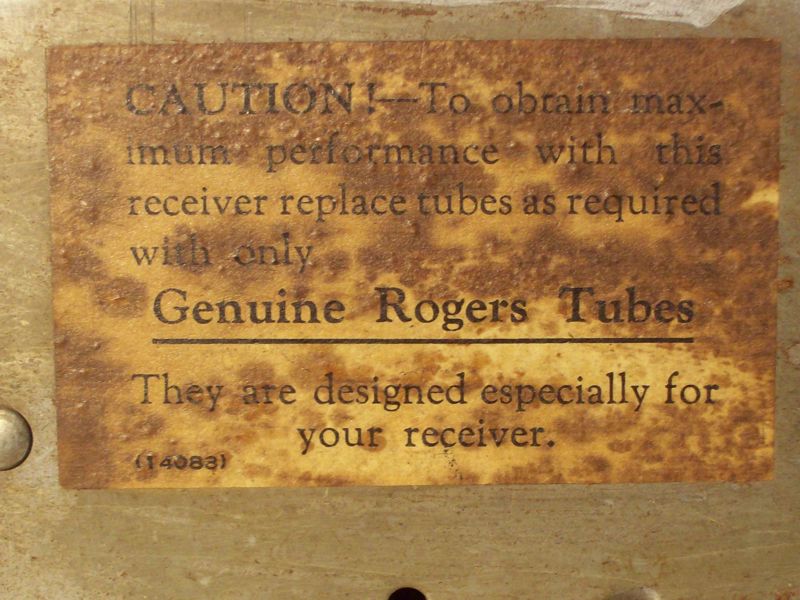 CAUTION!—To obtain max-
imum performance with this
receiver replace tubes as required
with only
Genuine Rogers Tubes
They are designed especially for
your receiver.
(14083)